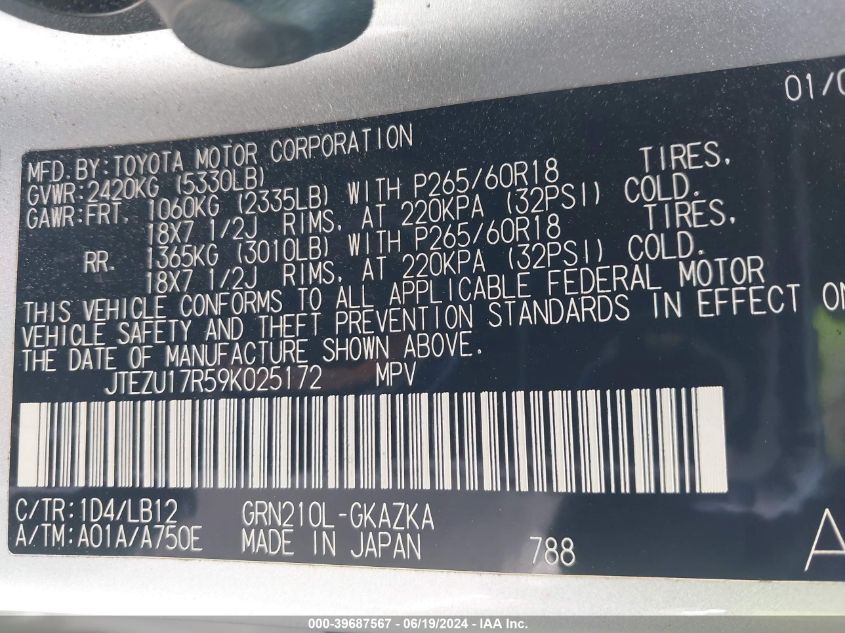 01/0
MFD. BY: TOYOTA MOTOR CORPORATION
GVWR: 2420KG (5330LB)
GAWR: FRT. 1060KG (2335LB) WITH P265/60R18 TIRES,
18X7 1/2J RIMS, AT 220KPA (32PSI) COLD.
RR. 1365KG (3010LB) WITH P265/60R18 TIRES,
18X7 1/2J RIMS, AT 220KPA (32PSI) COLD.
THIS VEHICLE CONFORMS TO ALL APPLICABLE FEDERAL MOTOR
VEHICLE SAFETY AND THEFT PREVENTION STANDARDS IN EFFECT ON
THE DATE OF MANUFACTURE SHOWN ABOVE.
JTEZU17R59K025172 MPV
C/TR: 1D4/LB12 GRN210L-GKAZKA
A/TM: A01A/A750E MADE IN JAPAN 788 A
000-39687567 - 06/19/2024 - IAA Inc.